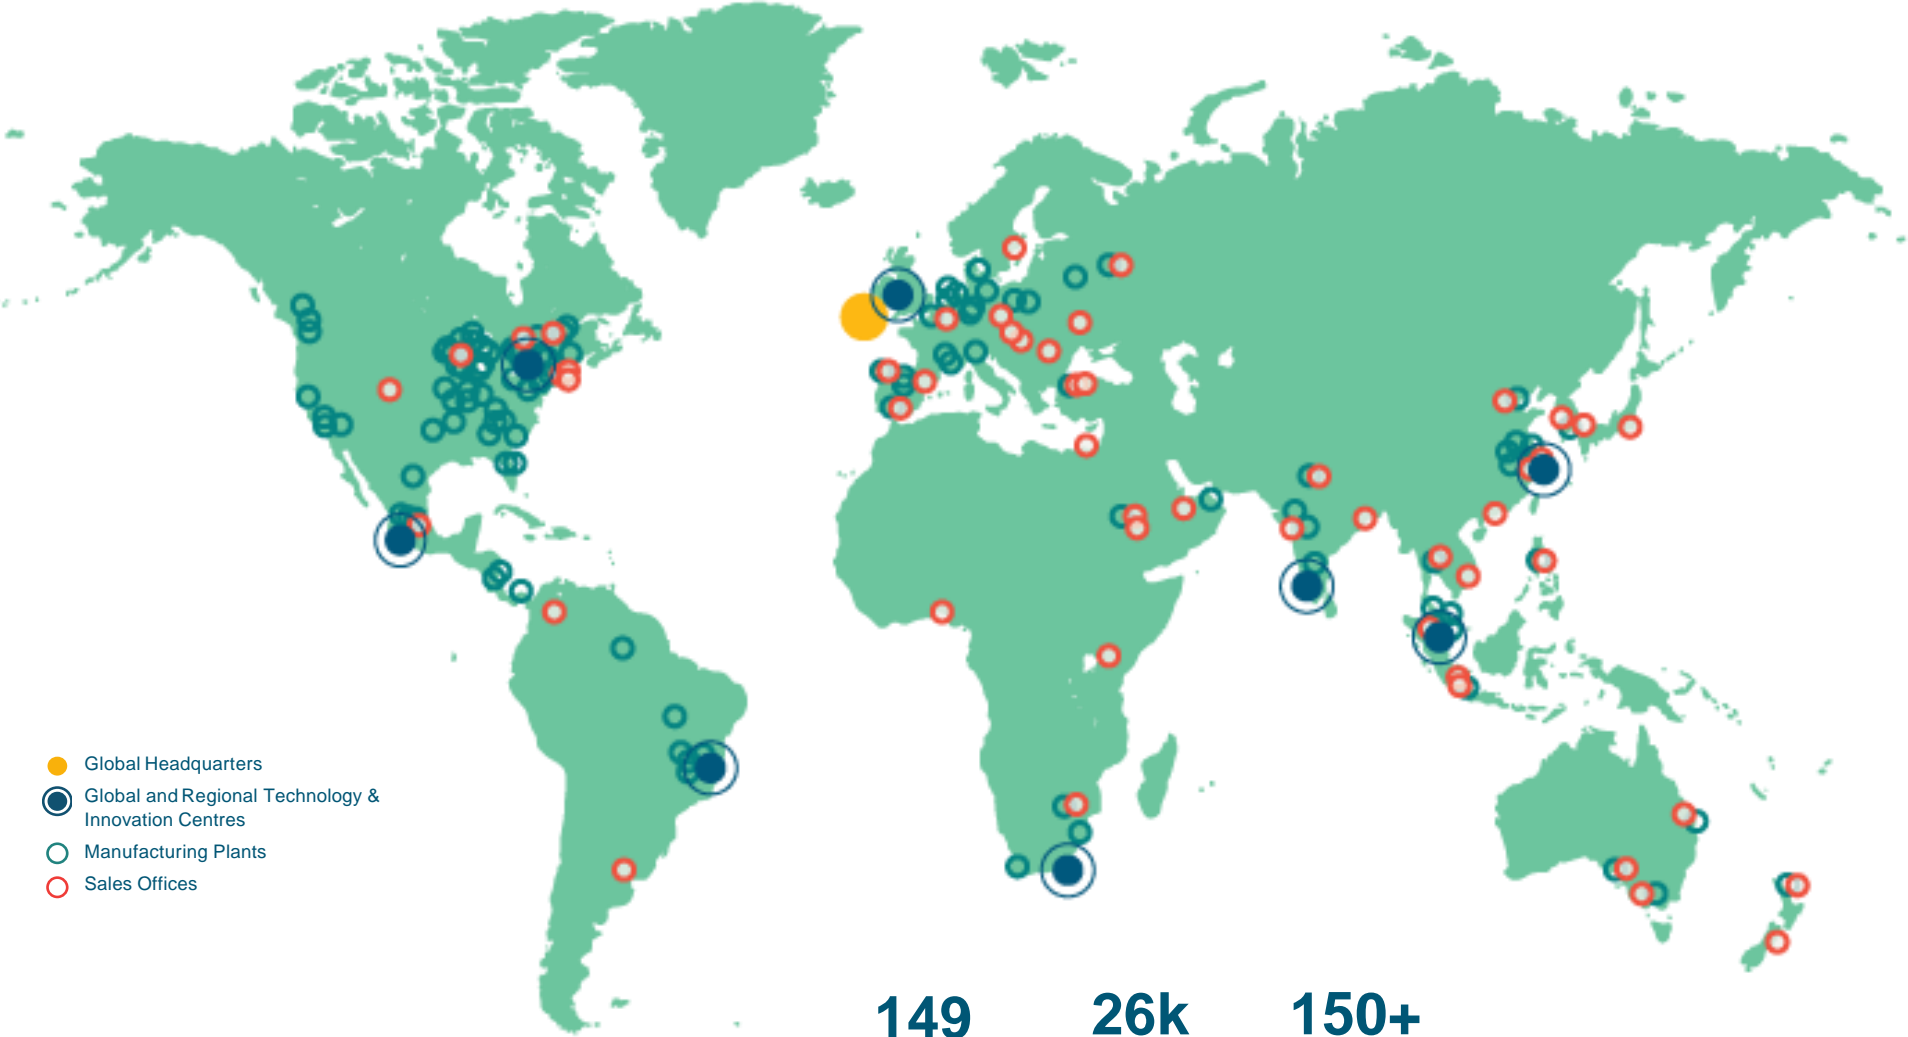 Global Headquarters
Global and Regional Technology &
Innovation Centres
Manufacturing Plants
Sales Offices
149 26k 150+